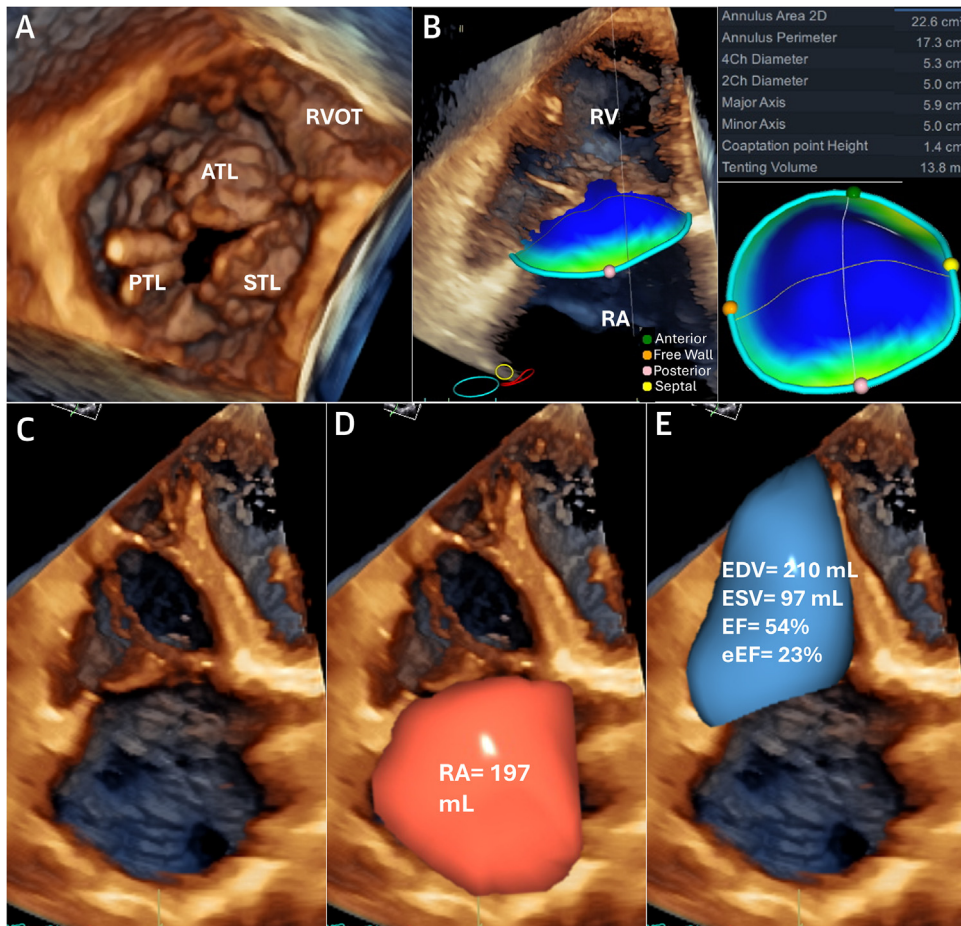 A
RVOT
ATL
PTL
STL
B
RV
RA
Anterior
Free Wall
Posterior
Septal
Annulus Area 2D 22.6 cm²
Annulus Perimeter 17.3 cm
4Ch Diameter 5.3 cm
2Ch Diameter 5.0 cm
Major Axis 5.9 cm
Minor Axis 5.0 cm
Coaptation point Height 1.4 cm
Tenting Volume 13.8 m
C
D
RA= 197
mL
E
EDV= 210 mL
ESV= 97 mL
EF= 54%
eEF= 23%